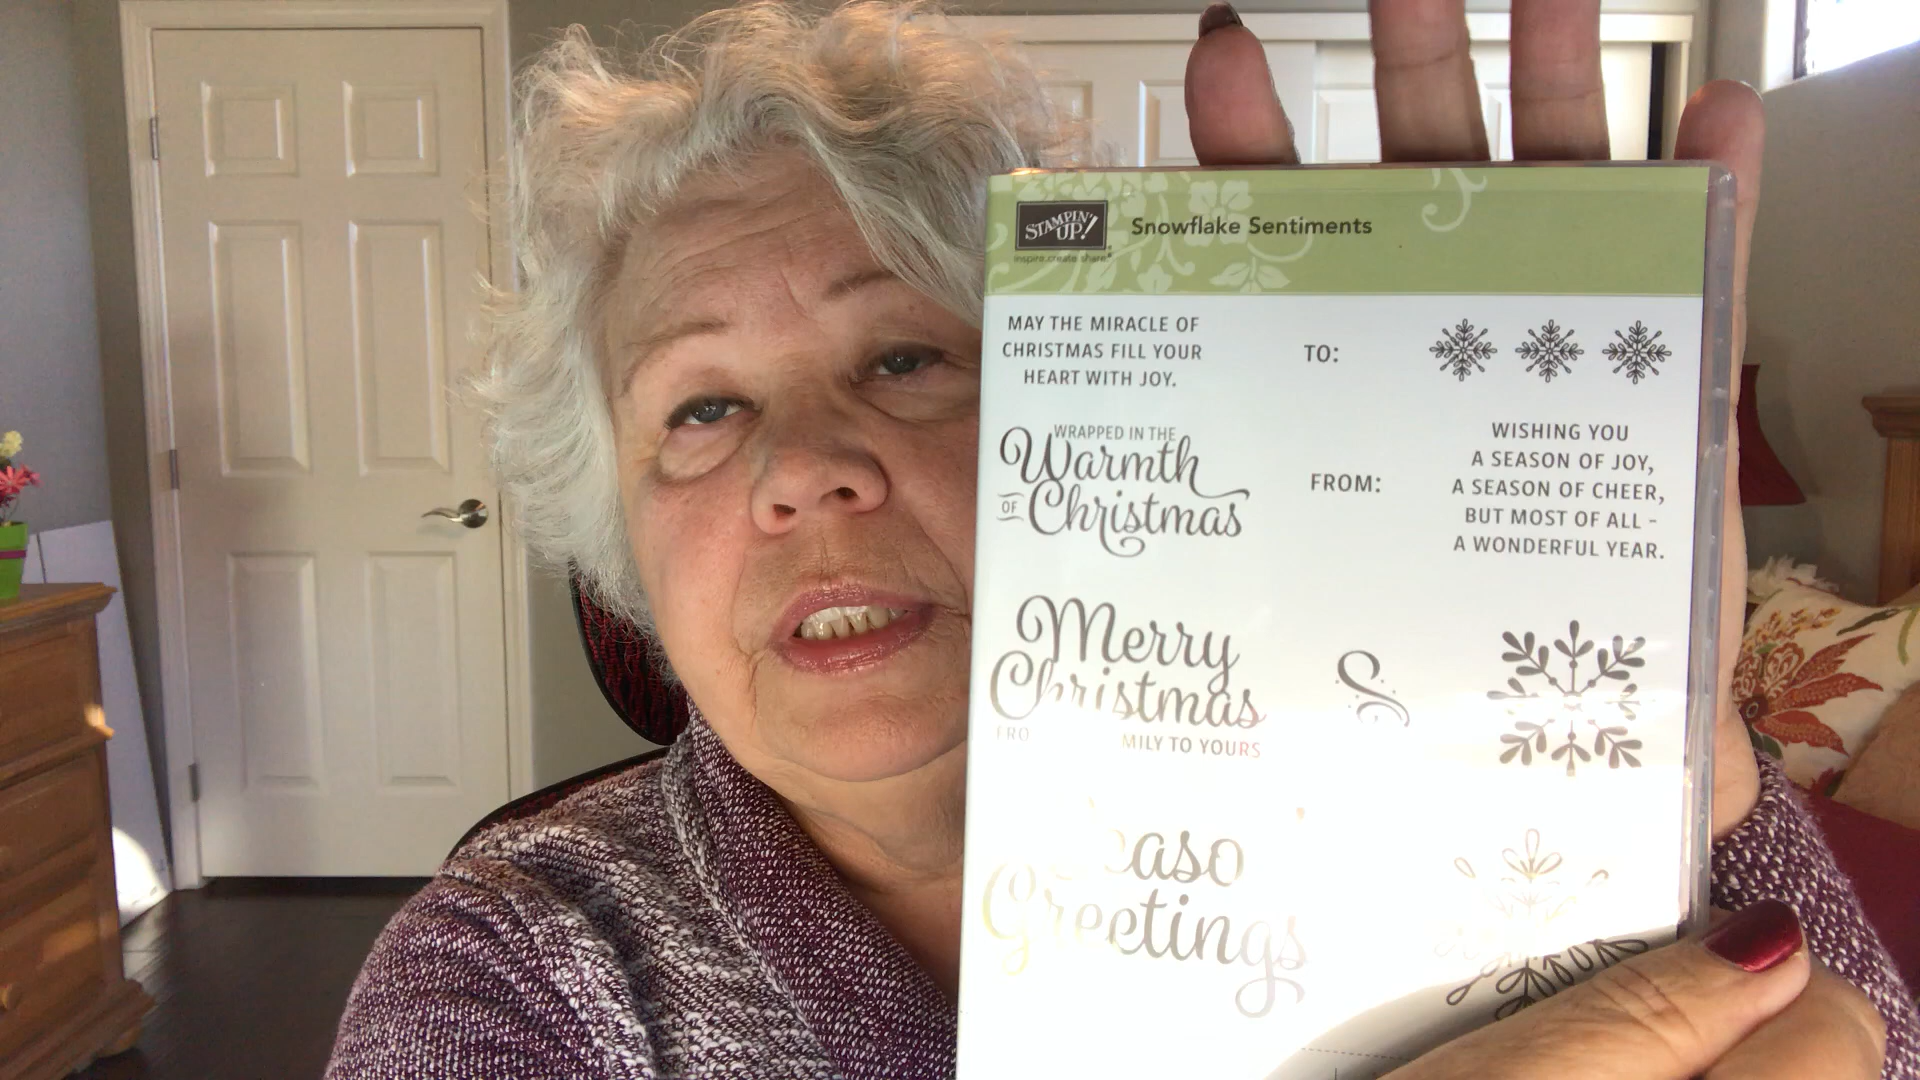 STAMPIN' UP!
inspire.create.share.
Snowflake Sentiments
MAY THE MIRACLE OF
CHRISTMAS FILL YOUR
HEART WITH JOY.
TO:
WRAPPED IN THE
Warmth
OF Christmas
FROM:
WISHING YOU
A SEASON OF JOY,
A SEASON OF CHEER,
BUT MOST OF ALL –
A WONDERFUL YEAR.
Merry
Christmas
TO YOURS
Greetings